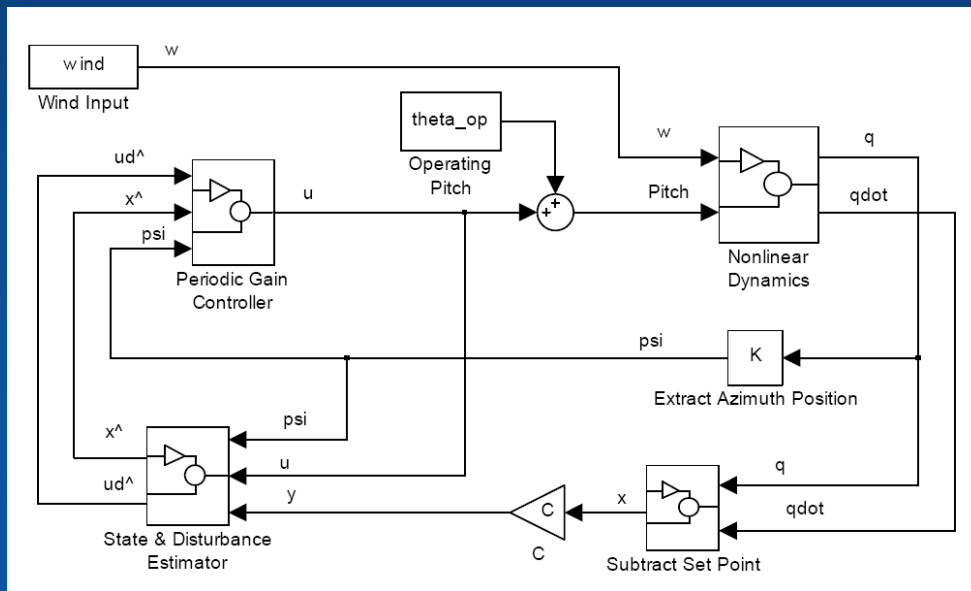 w
wind
Wind Input
theta_op
Operating
Pitch
w
Pitch
q
qdot
Nonlinear
Dynamics
ud^
x^
psi
u
Periodic Gain
Controller
psi
K
Extract Azimuth Position
x^
ud^
psi
u
y
State & Disturbance
Estimator
C
C
x
q
qdot
Subtract Set Point